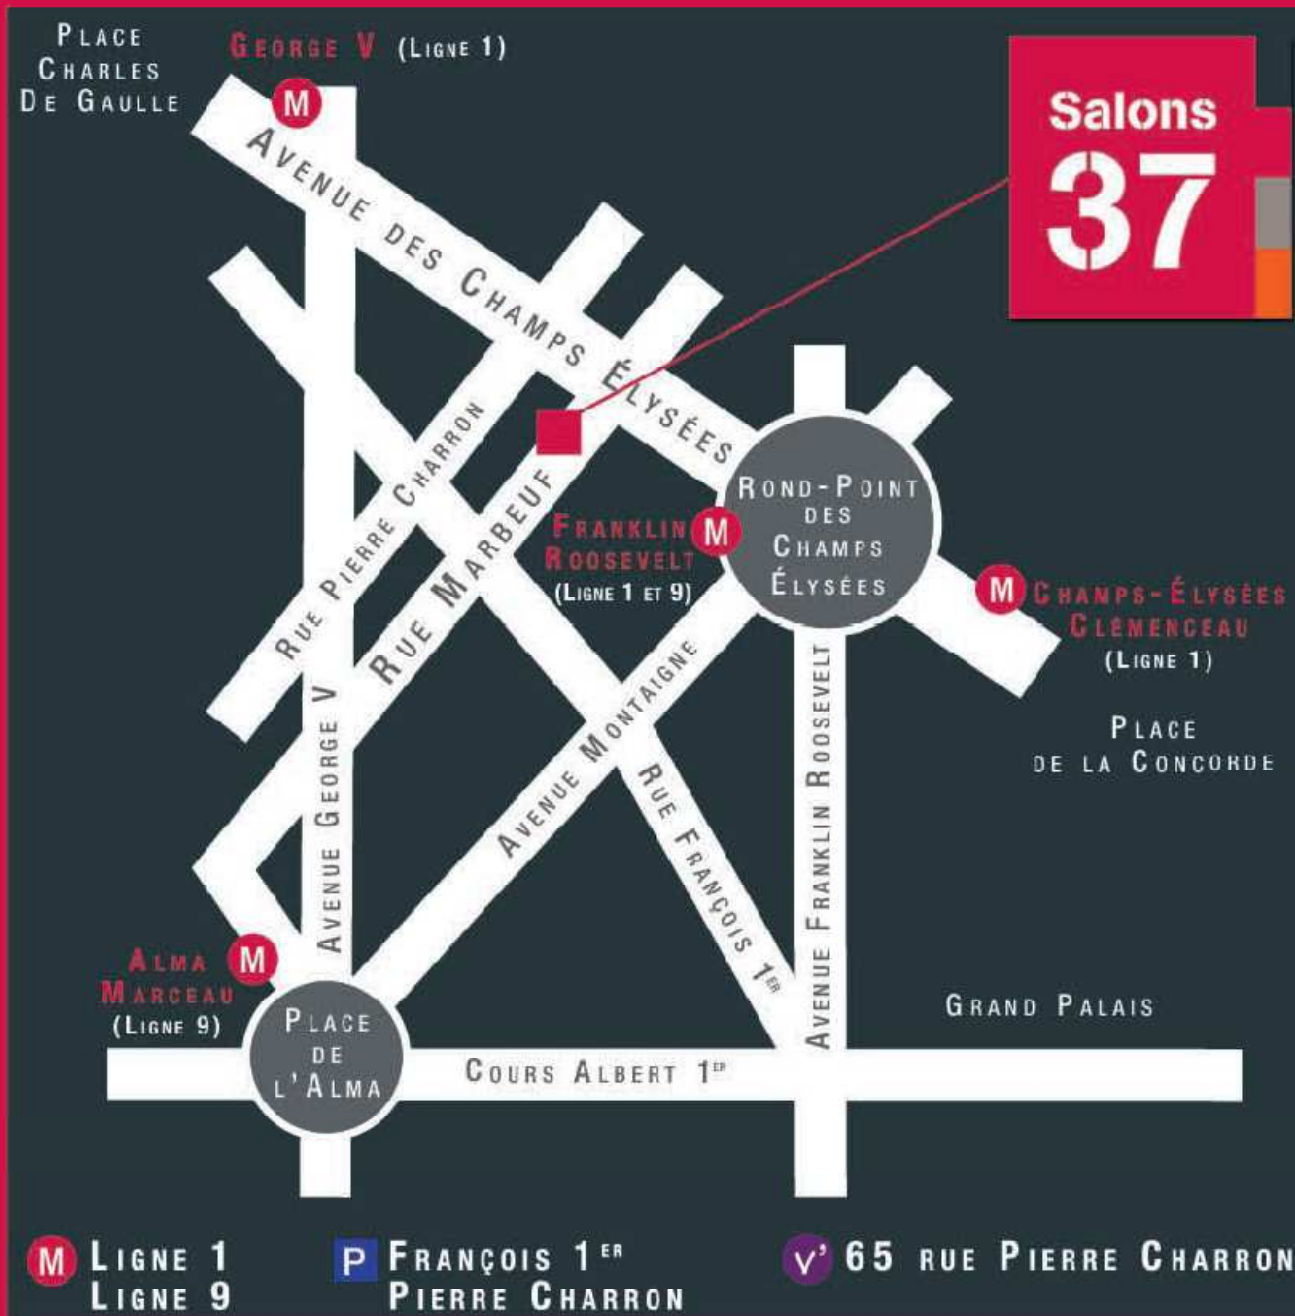 PLACE
CHARLES
DE GAULLE
GEORGE V (LIGNE 1)
Salons
37
M
AVENUE DES CHAMPS ÉLYSÉES
RUE PIERRE CHARRON
RUE MARBEUF
FRANKLIN
ROOSEVELT
(LIGNE 1 ET 9)
M
ROND-POINT
DES
CHAMPS
ÉLYSÉES
M
CHAMPS-ÉLYSÉES
CLÉMENCEAU
(LIGNE 1)
PLACE
DE LA CONCORDE
AVENUE GEORGE V
AVENUE MONTAIGNE
RUE FRANÇOIS 1ER
AVENUE FRANKLIN ROOSEVELT
ALMA
MARCEAU
(LIGNE 9)
M
PLACE
DE
L'ALMA
GRAND PALAIS
COURS ALBERT 1ER
M LIGNE 1
LIGNE 9
P FRANÇOIS 1ER
PIERRE CHARRON
V' 65 RUE PIERRE CHARRON